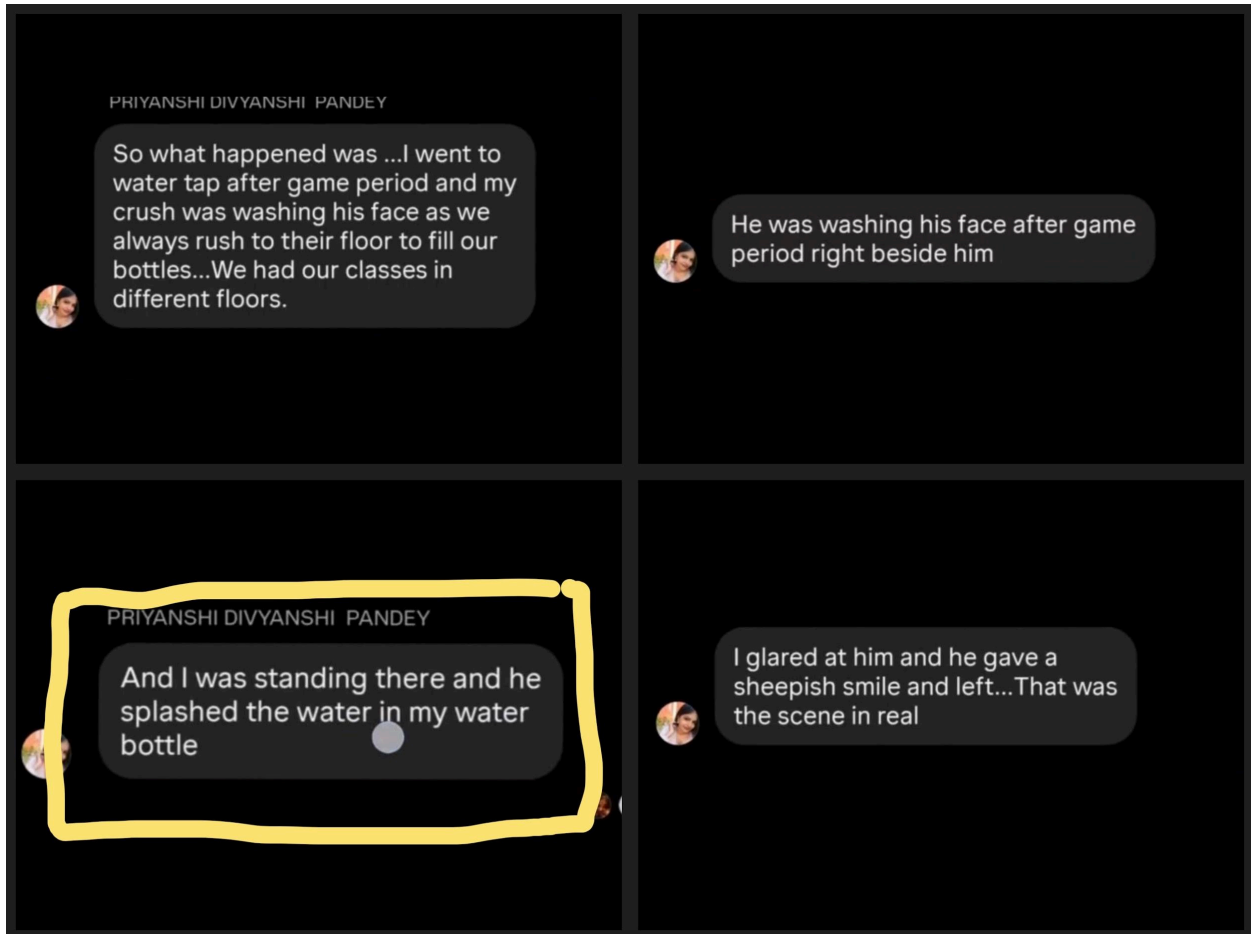 PRIYANSHI DIVYANSHI PANDEY
So what happened was ...I went to
water tap after game period and my
crush was washing his face as we
always rush to their floor to fill our
bottles...We had our classes in
different floors.
He was washing his face after game
period right beside him
PRIYANSHI DIVYANSHI PANDEY
And I was standing there and he
splashed the water in my water
bottle
I glared at him and he gave a
sheepish smile and left...That was
the scene in real